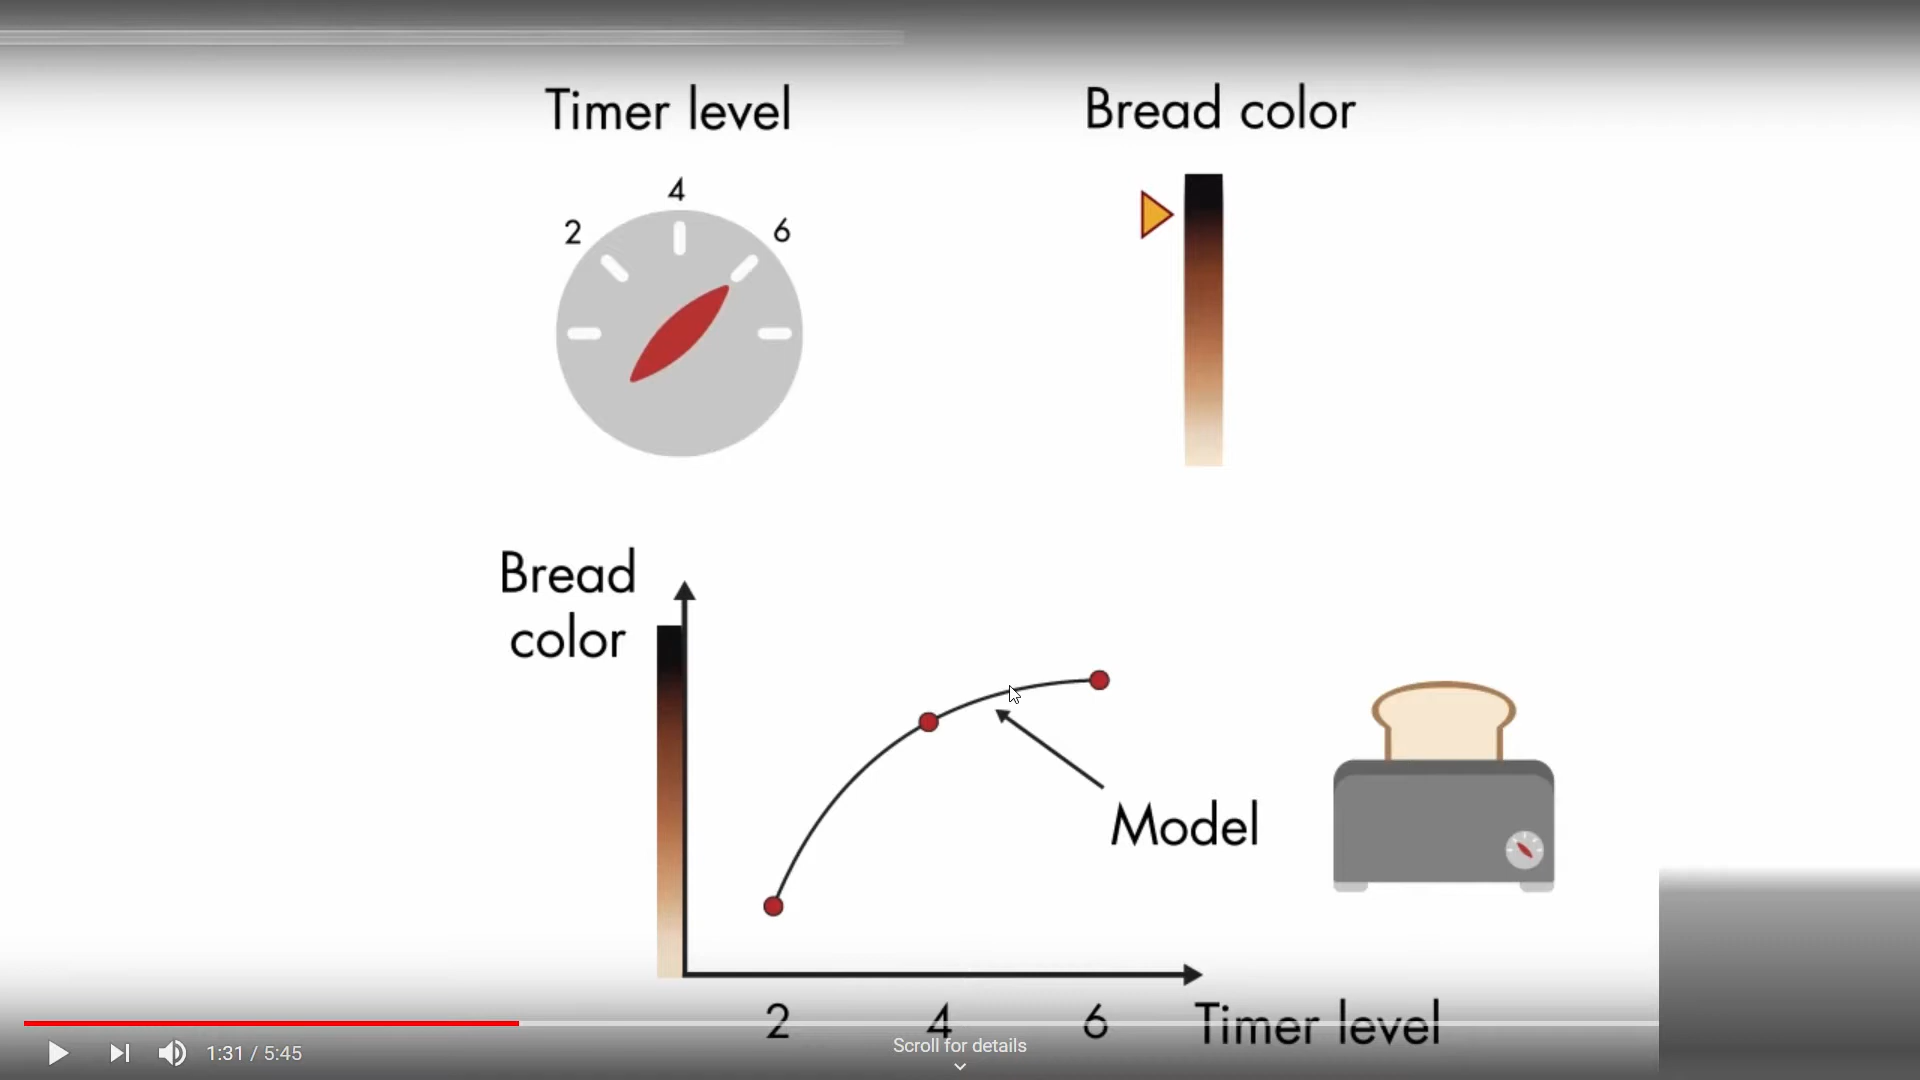 Timer level
Bread color
4
2
6
Bread
color
Model
2
4
6
Timer level
1:31 / 5:45
Scroll for details